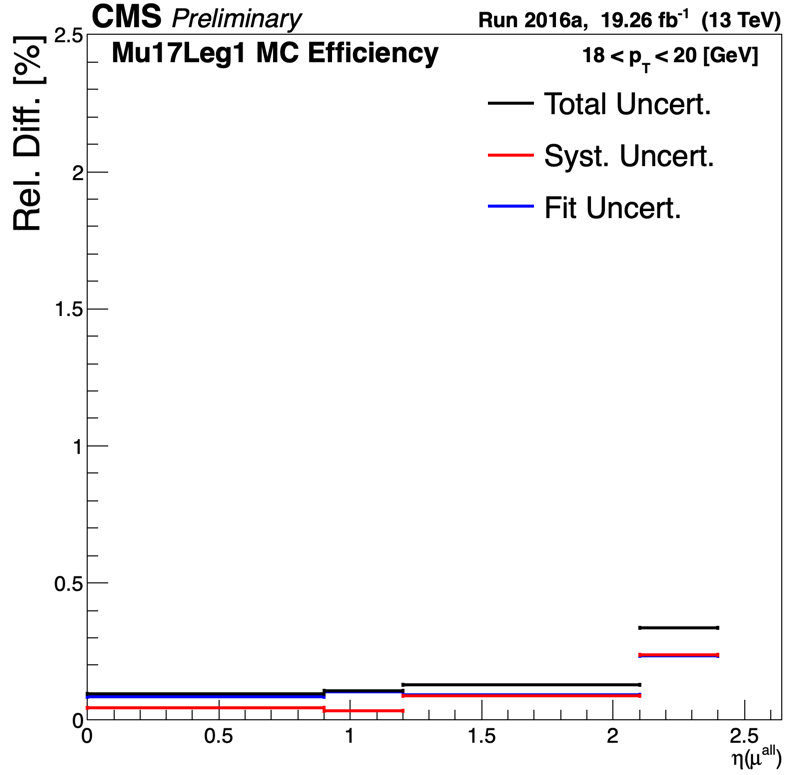 CMS Preliminary
Run 2016a, 19.26 fb⁻¹ (13 TeV)
Mu17Leg1 MC Efficiency
18 < p_T < 20 [GeV]
Total Uncert.
Syst. Uncert.
Fit Uncert.
Rel. Diff. [%]
2.5
2
1.5
1
0.5
0
0 0.5 1 1.5 2 2.5
η(μ^all)